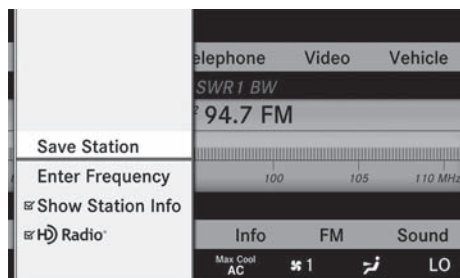 elephone Video Vehicle
SWR1 BW
94.7 FM
Save Station
Enter Frequency
100 105 110 MHz
Show Station Info
HD Radio
Info FM Sound
Max Cool
AC 1 LO